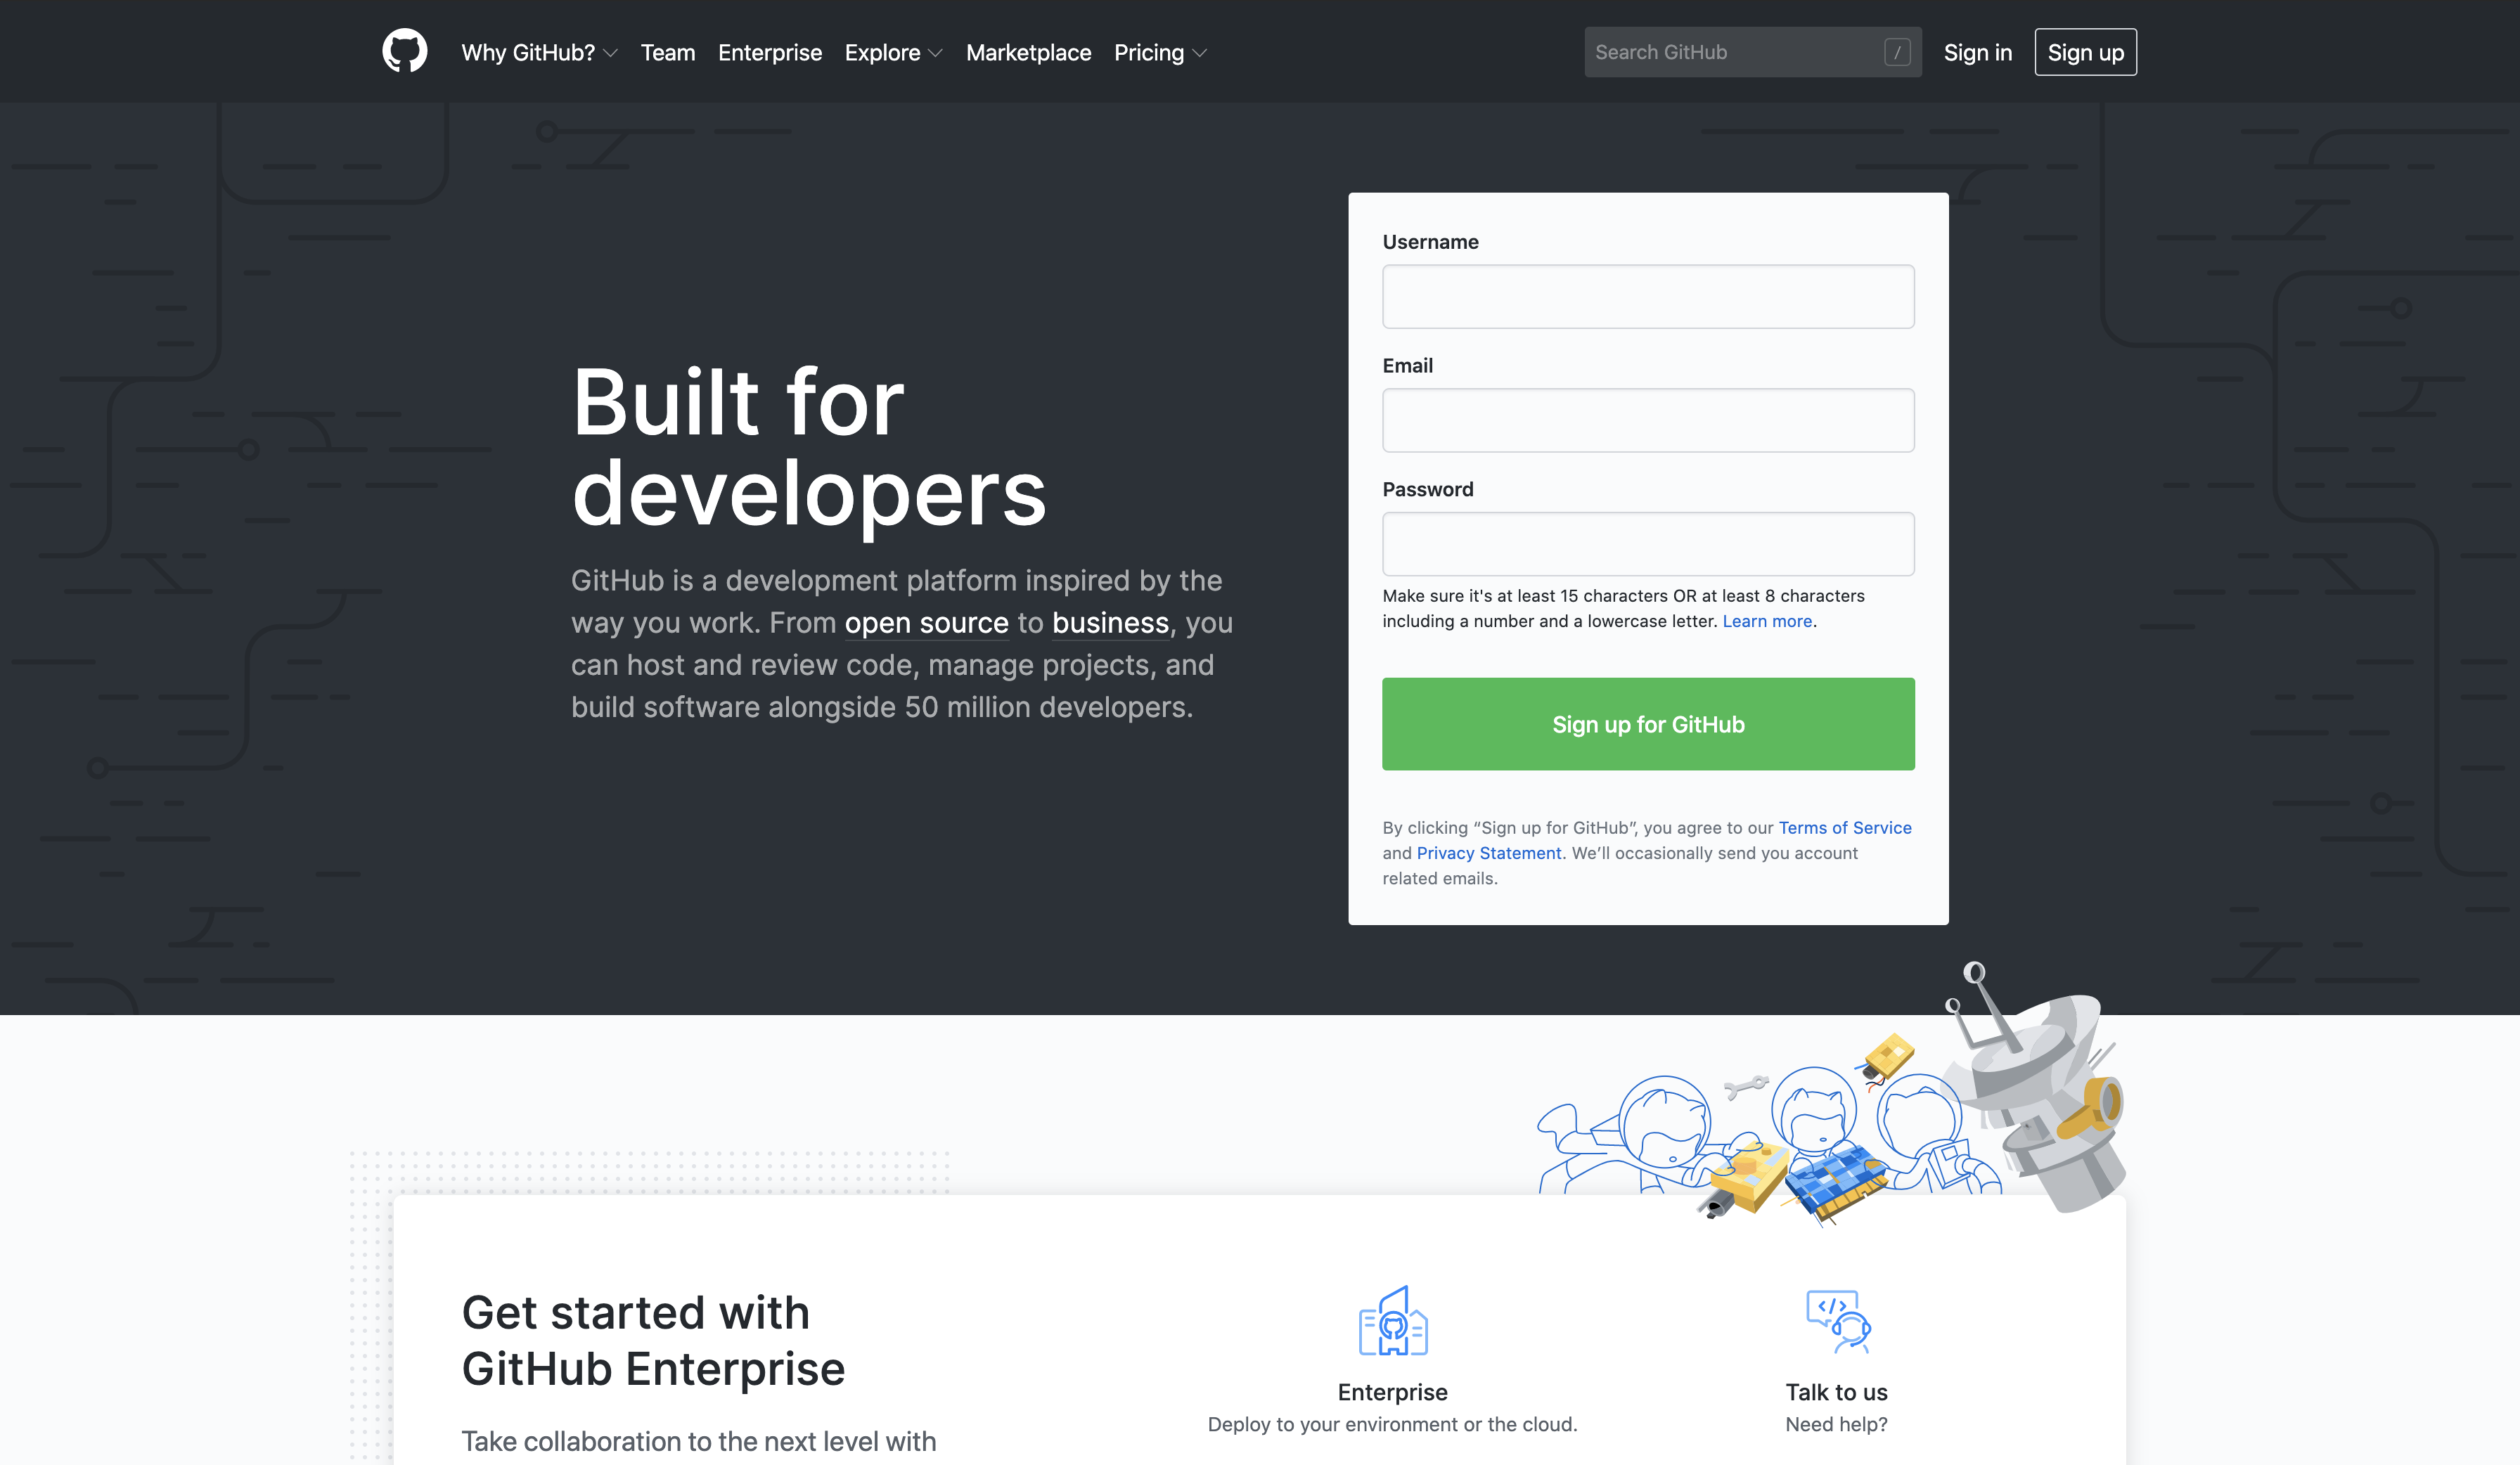 Why GitHub? Team Enterprise Explore Marketplace Pricing Search GitHub / Sign in Sign up
Built for
developers
GitHub is a development platform inspired by the
way you work. From open source to business, you
can host and review code, manage projects, and
build software alongside 50 million developers.
Username
Email
Password
Make sure it's at least 15 characters OR at least 8 characters
including a number and a lowercase letter. Learn more.
Sign up for GitHub
By clicking “Sign up for GitHub”, you agree to our Terms of Service
and Privacy Statement. We’ll occasionally send you account
related emails.
Get started with
GitHub Enterprise
Take collaboration to the next level with
Enterprise
Deploy to your environment or the cloud.
</>
Talk to us
Need help?